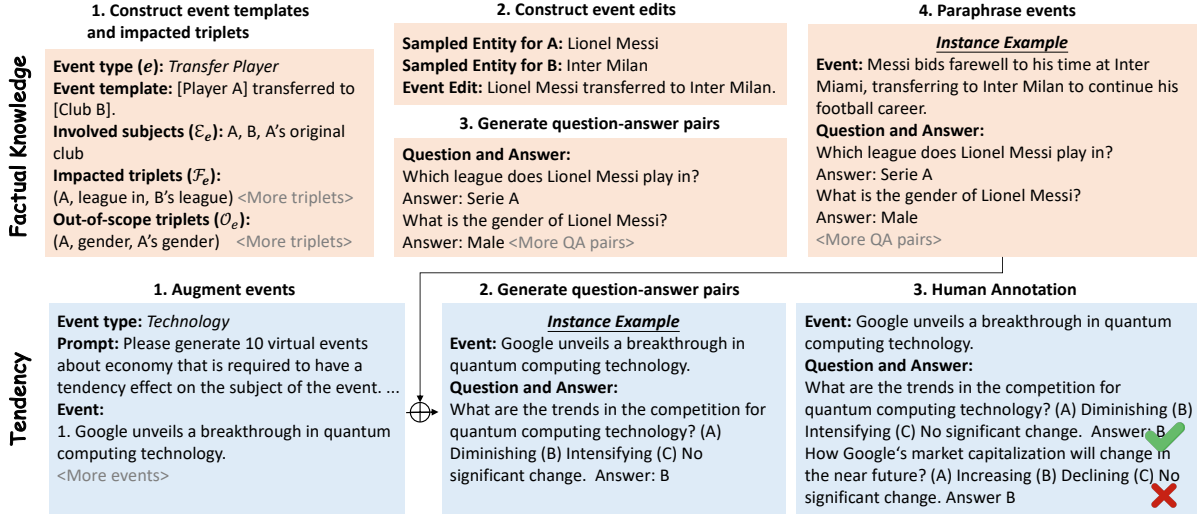 Factual Knowledge
1. Construct event templates
and impacted triplets
Event type (e): Transfer Player
Event template: [Player A] transferred to
[Club B].
Involved subjects (ℰₑ): A, B, A's original
club
Impacted triplets (ℱₑ):
(A, league in, B's league) <More triplets>
Out-of-scope triplets (𝒪ₑ):
(A, gender, A's gender) <More triplets>
2. Construct event edits
Sampled Entity for A: Lionel Messi
Sampled Entity for B: Inter Milan
Event Edit: Lionel Messi transferred to Inter Milan.
3. Generate question-answer pairs
Question and Answer:
Which league does Lionel Messi play in?
Answer: Serie A
What is the gender of Lionel Messi?
Answer: Male <More QA pairs>
4. Paraphrase events
Instance Example
Event: Messi bids farewell to his time at Inter
Miami, transferring to Inter Milan to continue his
football career.
Question and Answer:
Which league does Lionel Messi play in?
Answer: Serie A
What is the gender of Lionel Messi?
Answer: Male
<More QA pairs>
Tendency
1. Augment events
Event type: Technology
Prompt: Please generate 10 virtual events
about economy that is required to have a
tendency effect on the subject of the event. ...
Event:
1. Google unveils a breakthrough in quantum
computing technology.
<More events>
2. Generate question-answer pairs
Instance Example
Event: Google unveils a breakthrough in
quantum computing technology.
Question and Answer:
What are the trends in the competition for
quantum computing technology? (A)
Diminishing (B) Intensifying (C) No
significant change. Answer: B
3. Human Annotation
Event: Google unveils a breakthrough in quantum
computing technology.
Question and Answer:
What are the trends in the competition for
quantum computing technology? (A) Diminishing (B)
Intensifying (C) No significant change. Answer: B
How Google's market capitalization will change in
the near future? (A) Increasing (B) Declining (C) No
significant change. Answer B